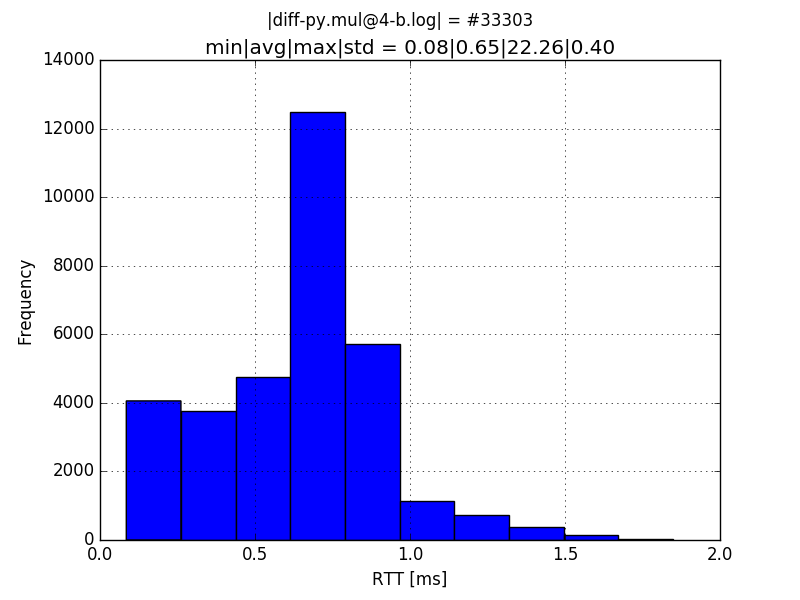 |diff-py.mul@4-b.log| = #33303
min|avg|max|std = 0.08|0.65|22.26|0.40
14000
12000
10000
8000
6000
4000
2000
0
Frequency
0.0 0.5 1.0 1.5 2.0
RTT [ms]